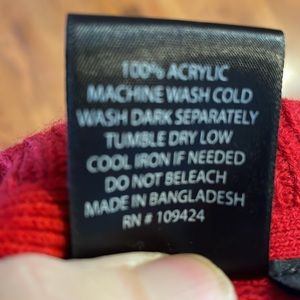 100% ACRYLIC
MACHINE WASH COLD
WASH DARK SEPARATELY
TUMBLE DRY LOW
COOL IRON IF NEEDED
DO NOT BELEACH
MADE IN BANGLADESH
RN # 109424